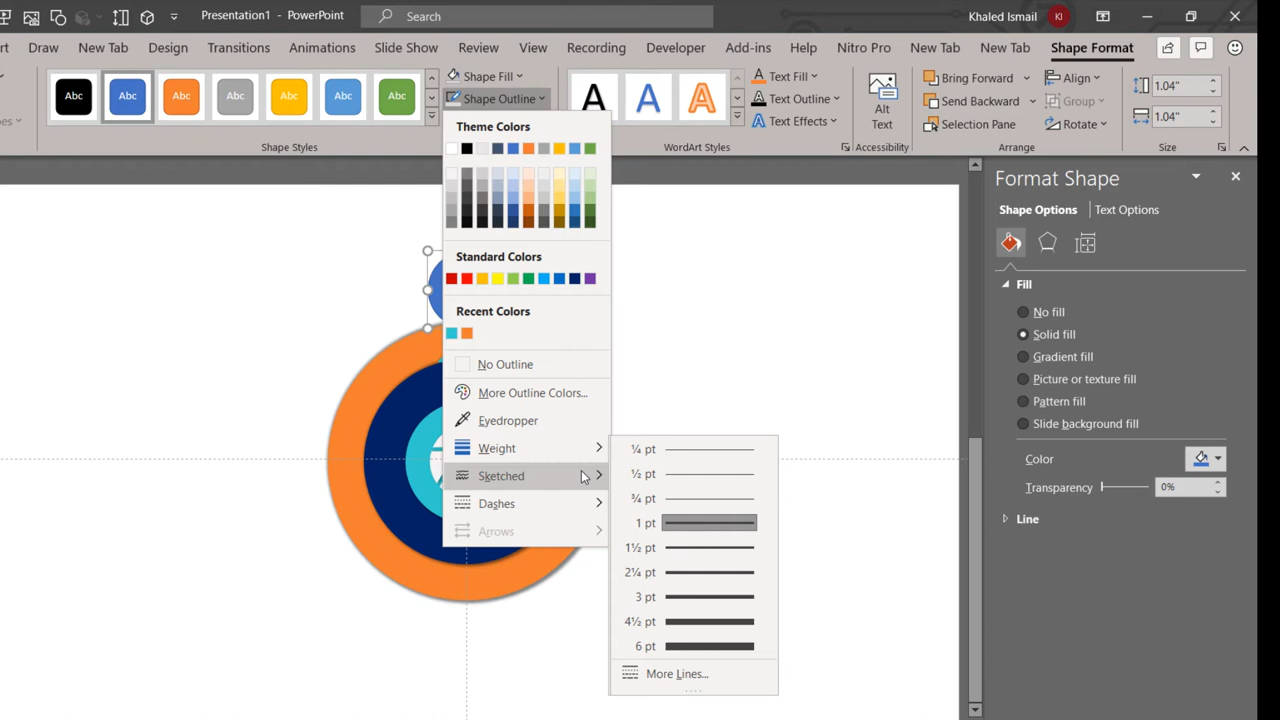 Presentation1 - PowerPoint
Search
Khaled Ismail
KI
Draw
New Tab
Design
Transitions
Animations
Slide Show
Review
View
Recording
Developer
Add-ins
Help
Nitro Pro
New Tab
New Tab
Shape Format
Abc
Abc
Abc
Abc
Abc
Abc
Abc
Shape Fill
Shape Outline
Shape Styles
A
A
A
Text Fill
Text Outline
Text Effects
WordArt Styles
Alt
Text
Accessibility
Bring Forward
Send Backward
Selection Pane
Align
Group
Rotate
Arrange
1.04"
1.04"
Size
Theme Colors
Standard Colors
Recent Colors
No Outline
More Outline Colors...
Eyedropper
Weight
Sketched
Dashes
Arrows
¼ pt
½ pt
¾ pt
1 pt
1½ pt
2¼ pt
3 pt
4½ pt
6 pt
More Lines...
Format Shape
Shape Options
Text Options
Fill
No fill
Solid fill
Gradient fill
Picture or texture fill
Pattern fill
Slide background fill
Color
Transparency
0%
Line